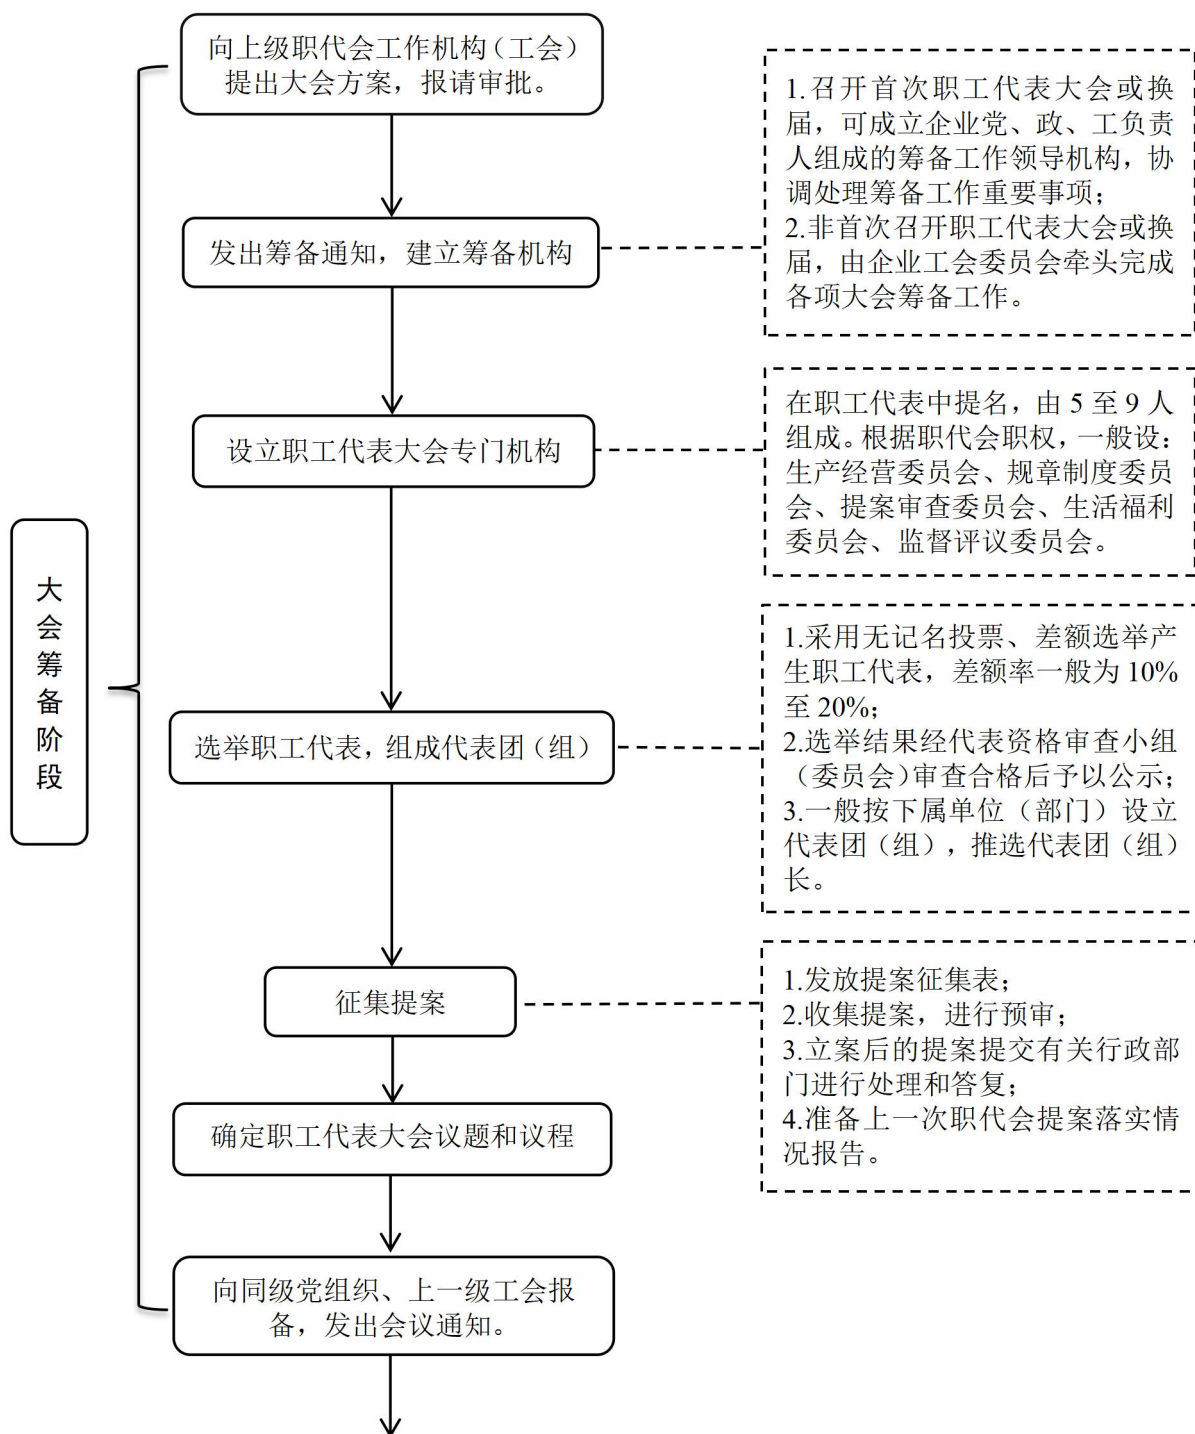 向上级职代会工作机构（工会）
提出大会方案，报请审批。
1.召开首次职工代表大会或换
届，可成立企业党、政、工负责
人组成的筹备工作领导机构，协
调处理筹备工作重要事项；
2.非首次召开职工代表大会或换
届，由企业工会委员会牵头完成
各项大会筹备工作。
发出筹备通知，建立筹备机构
在职工代表中提名，由 5 至 9 人
组成。根据职代会职权，一般设：
生产经营委员会、规章制度委员
会、提案审查委员会、生活福利
委员会、监督评议委员会。
设立职工代表大会专门机构
大会筹备阶段
1.采用无记名投票、差额选举产
生职工代表，差额率一般为 10%
至 20%；
2.选举结果经代表资格审查小组
（委员会）审查合格后予以公示；
3.一般按下属单位（部门）设立
代表团（组），推选代表团（组）
长。
选举职工代表，组成代表团（组）
征集提案
1.发放提案征集表；
2.收集提案，进行预审；
3.立案后的提案提交有关行政部
门进行处理和答复；
4.准备上一次职代会提案落实情
况报告。
确定职工代表大会议题和议程
向同级党组织、上一级工会报
备，发出会议通知。